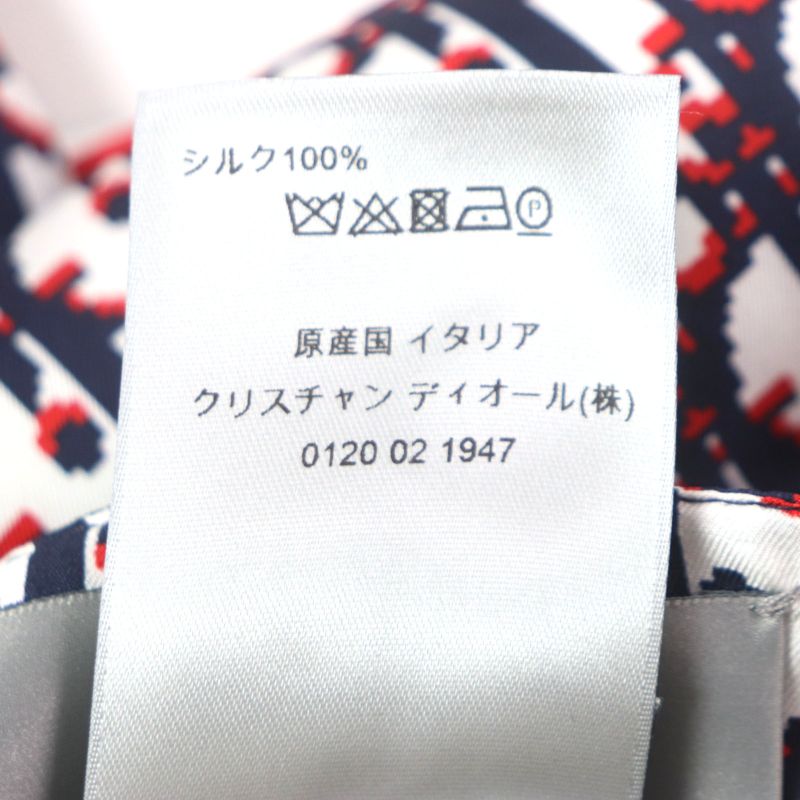 シルク100%
P
原産国 イタリア
クリスチャン ディオール(株)
0120 02 1947